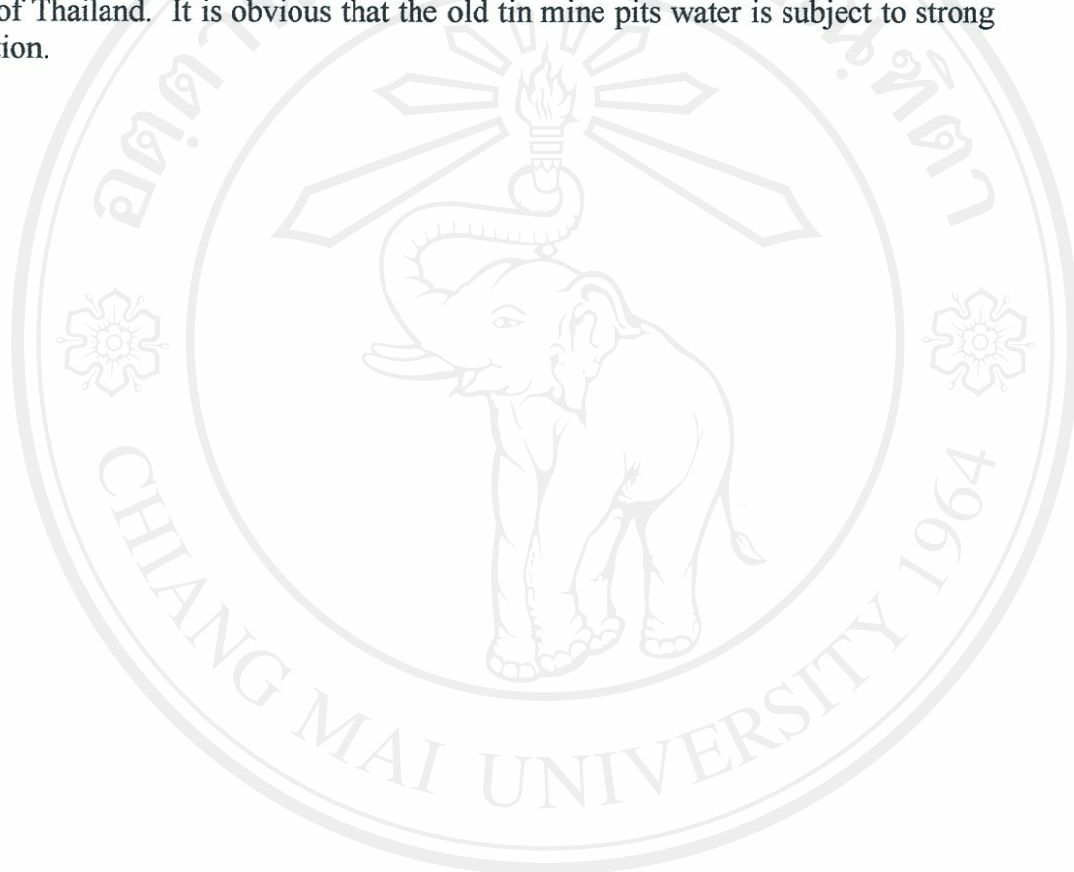 of Thailand. It is obvious that the old tin mine pits water is subject to strong
tion.
CHIANG MAI UNIVERSITY 1964